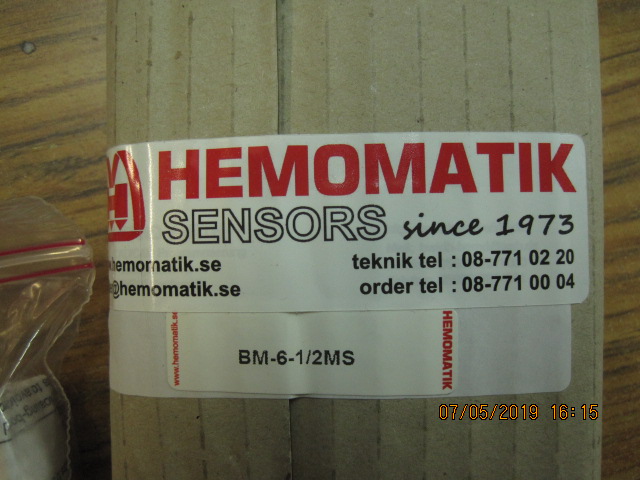 HEMOMATIK
SENSORS since 1973
hemomatik.se teknik tel : 08-771 02 20
@hemomatik.se order tel : 08-771 00 04
www.hemomatik.se
BM-6-1/2MS
HEMOMATIK
07/05/2019 16:15